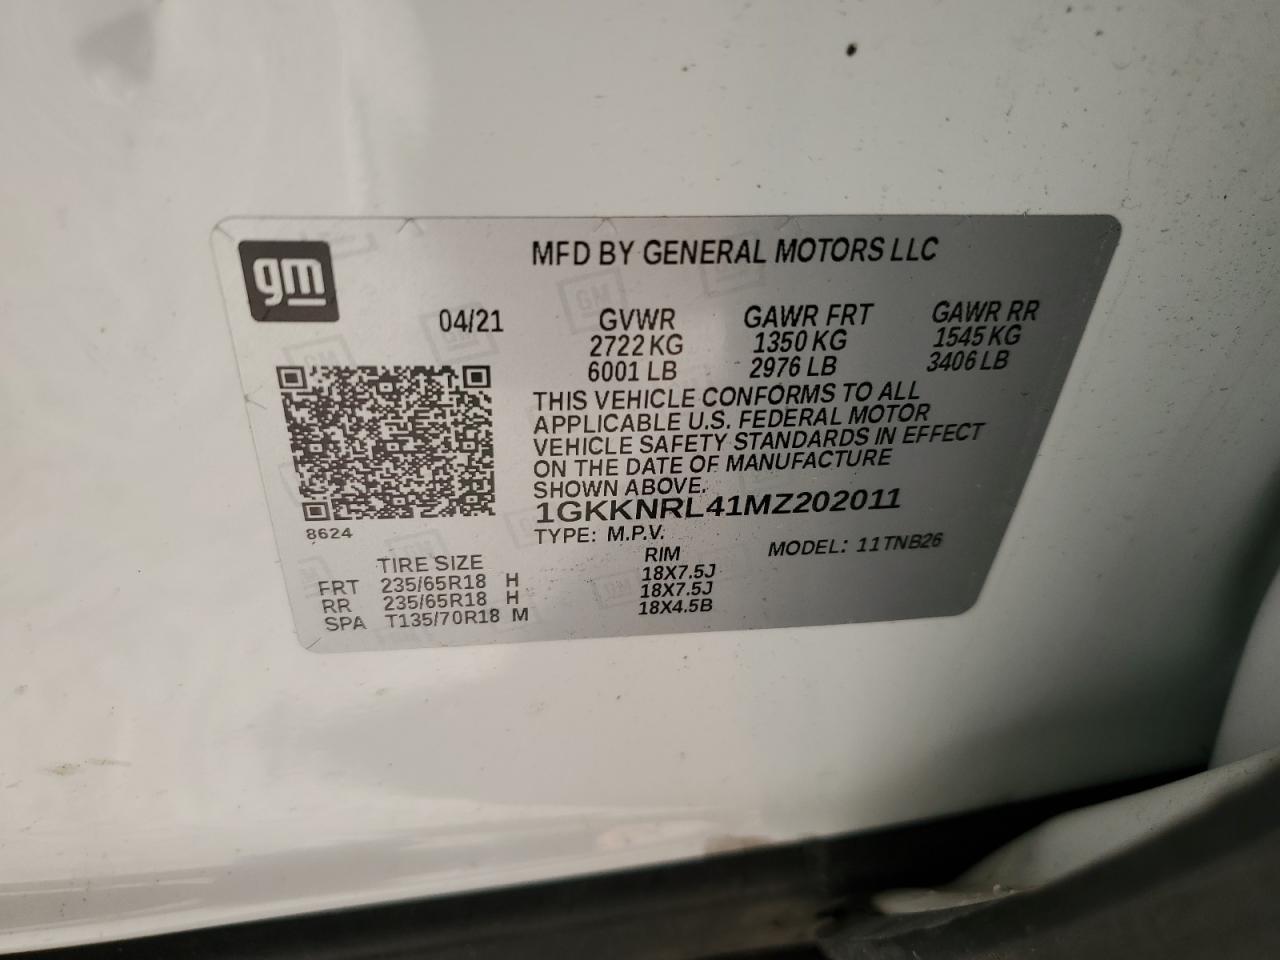 gm
MFD BY GENERAL MOTORS LLC
04/21 GVWR GAWR FRT GAWR RR
2722 KG 1350 KG 1545 KG
6001 LB 2976 LB 3406 LB
THIS VEHICLE CONFORMS TO ALL
APPLICABLE U.S. FEDERAL MOTOR
VEHICLE SAFETY STANDARDS IN EFFECT
ON THE DATE OF MANUFACTURE
SHOWN ABOVE.
1GKKNRL41MZ202011
8624
TYPE: M.P.V. MODEL: 11TNB26
TIRE SIZE RIM
FRT 235/65R18 H 18X7.5J
RR 235/65R18 H 18X7.5J
SPA T135/70R18 M 18X4.5B